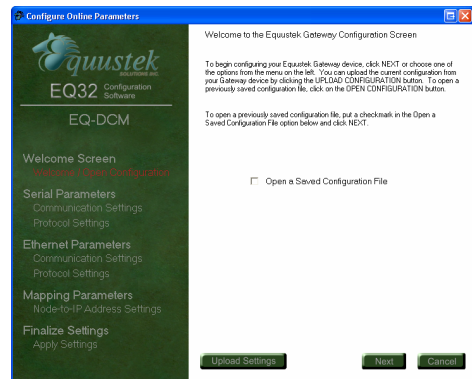 Configure Online Parameters
Equustek
SOLUTIONS INC.
EQ32 Configuration Software
EQ-DCM
Welcome Screen
Serial Parameters
Communication Settings
Protocol Settings
Ethernet Parameters
Communication Settings
Protocol Settings
Mapping Parameters
Node-to-IP Address Settings
Finalize Settings
Apply Settings
Welcome to the Equustek Gateway Configuration Screen
To begin configuring your Equustek Gateway device, click NEXT or choose one of
the options from the menu on the left. You can upload the current configuration from
your Gateway device by clicking the UPLOAD CONFIGURATION button. To open a
previously saved configuration file, click on the OPEN CONFIGURATION button.
To open a previously saved configuration file, put a checkmark in the Open a
Saved Configuration File option below and click NEXT.
Open a Saved Configuration File
Upload Settings
Next
Cancel